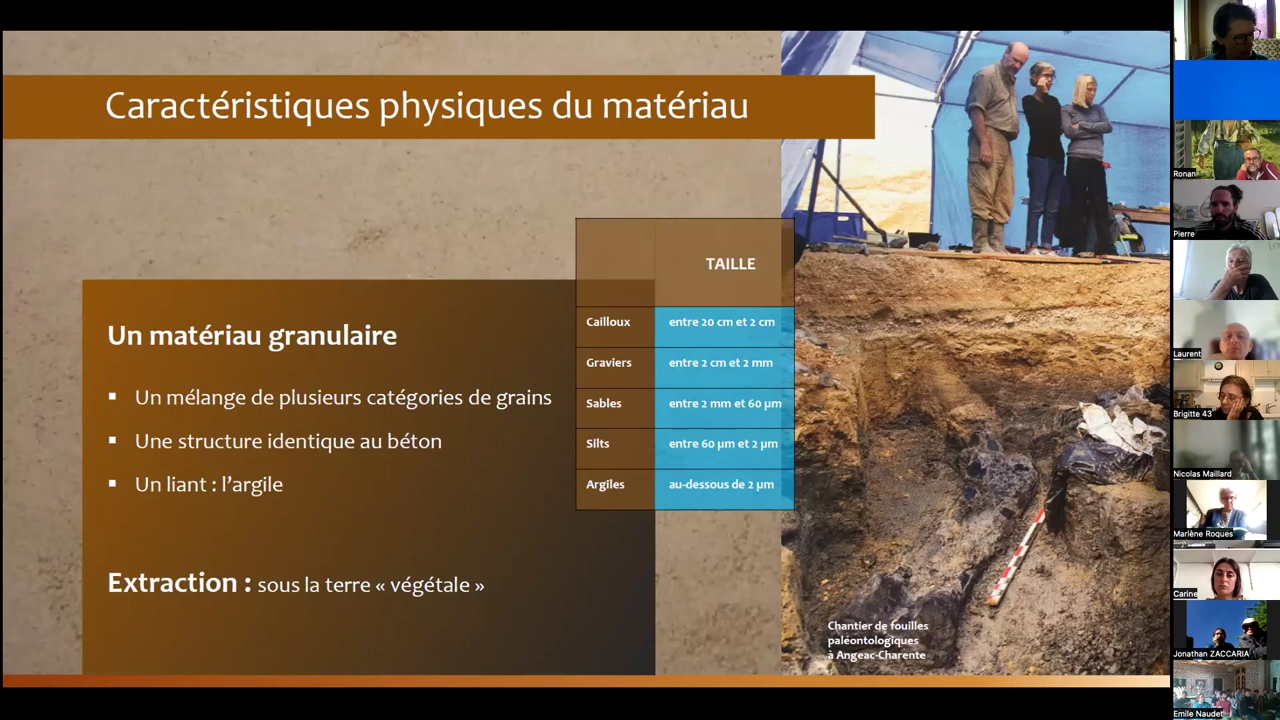 Caractéristiques physiques du matériau
TAILLE
Cailloux entre 20 cm et 2 cm
Graviers entre 2 cm et 2 mm
Sables entre 2 mm et 60 µm
Silts entre 60 µm et 2 µm
Argiles au-dessous de 2 µm
Un matériau granulaire
▪ Un mélange de plusieurs catégories de grains
▪ Une structure identique au béton
▪ Un liant : l’argile
Extraction : sous la terre « végétale »
Chantier de fouilles
paléontologiques
à Angeac-Charente
Ronan
Pierre
Laurent
Brigitte 43
Nicolas Maillard
Marlène Roques
Carine
Jonathan ZACCARIA
Emile Naudet